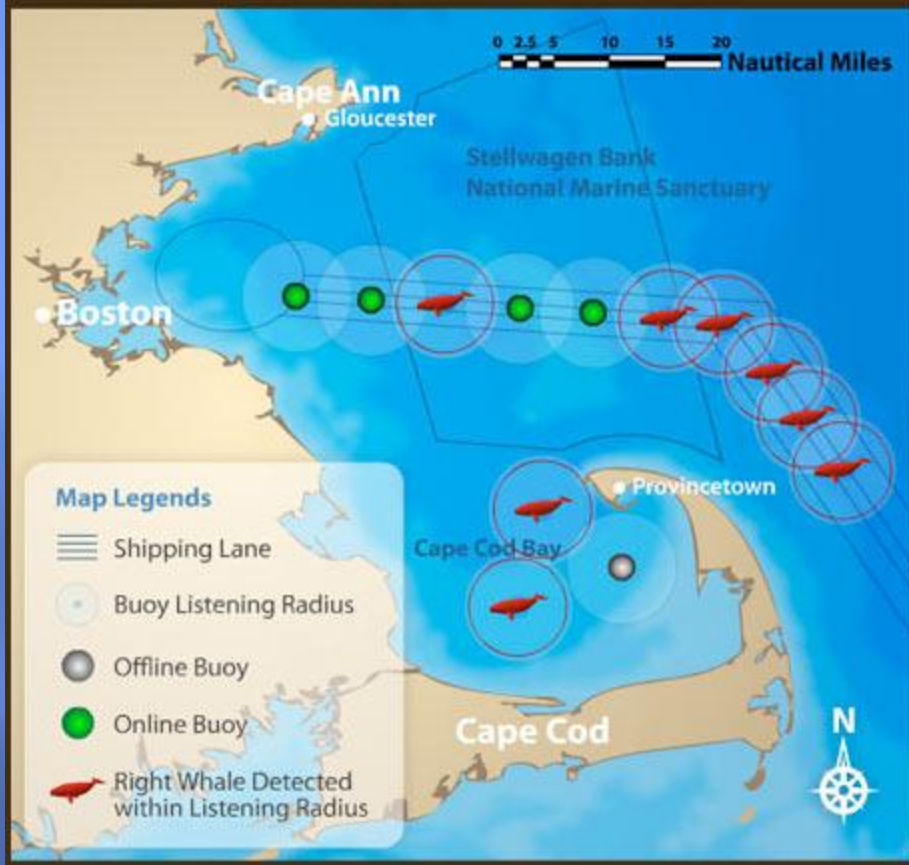 0 2.5 5 10 15 20
Nautical Miles
Cape Ann
Gloucester
Stellwagen Bank
National Marine Sanctuary
Boston
Provincetown
Cape Cod Bay
Cape Cod
N
Map Legends
Shipping Lane
Buoy Listening Radius
Offline Buoy
Online Buoy
Right Whale Detected
within Listening Radius